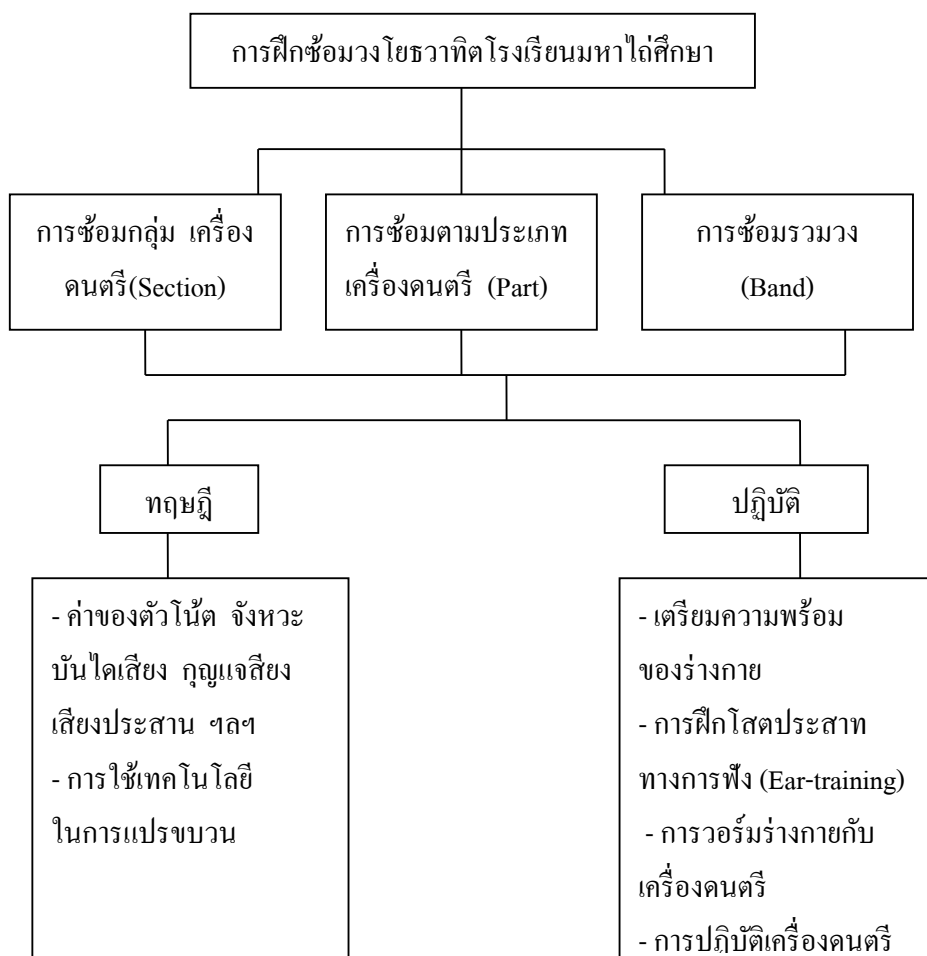 การฝึกซ้อมวงโยธวาทิตโรงเรียนมหาไถ่ศึกษา
การซ้อมกลุ่ม เครื่อง
ดนตรี(Section)
การซ้อมตามประเภท
เครื่องดนตรี (Part)
การซ้อมรวมวง
(Band)
ทฤษฎี
ปฏิบัติ
- ค่าของตัวโน้ต จังหวะ
บันไดเสียง กุญแจสียง
เสียงประสาน ฯลฯ
- การใช้เทคโนโลยี
ในการแปรขบวน
- เตรียมความพร้อม
ของร่างกาย
- การฝึกโสตประสาท
ทางการฟัง (Ear-training)
- การวอร์มร่างกายกับ
เครื่องดนตรี
- การปฏิบัติเครื่องดนตรี